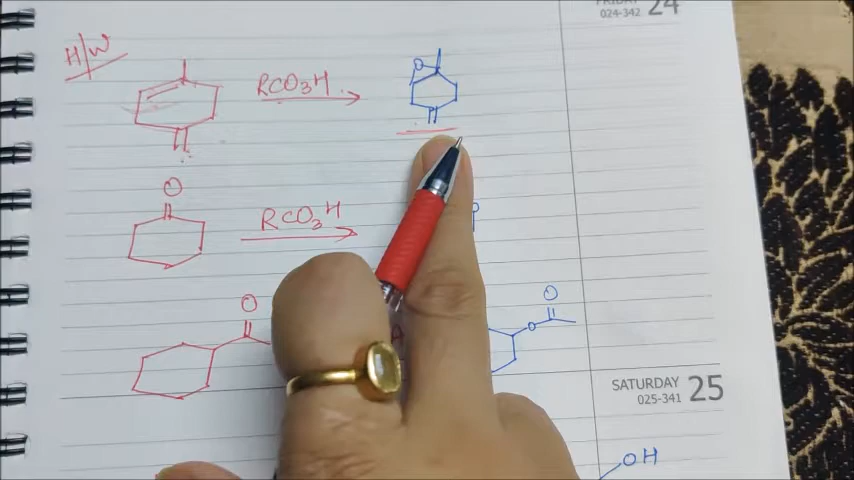 FRIDAY
024-342 24
H/W
RCO₃H
O
O
RCO₃H
O
O O
SATURDAY 25
025-341
OH